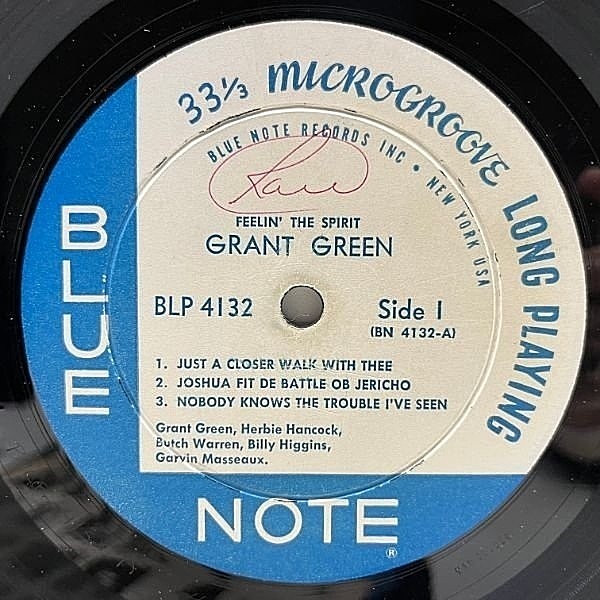 33⅓ MICROGROOVE LONG PLAYING
BLUE NOTE RECORDS INC • NEW YORK USA
FEELIN' THE SPIRIT
GRANT GREEN
BLP 4132
Side 1
(BN 4132-A)
1. JUST A CLOSER WALK WITH THEE
2. JOSHUA FIT DE BATTLE OB JERICHO
3. NOBODY KNOWS THE TROUBLE I'VE SEEN
Grant Green, Herbie Hancock,
Butch Warren, Billy Higgins,
Garvin Masseaux.
BLUE
NOTE®